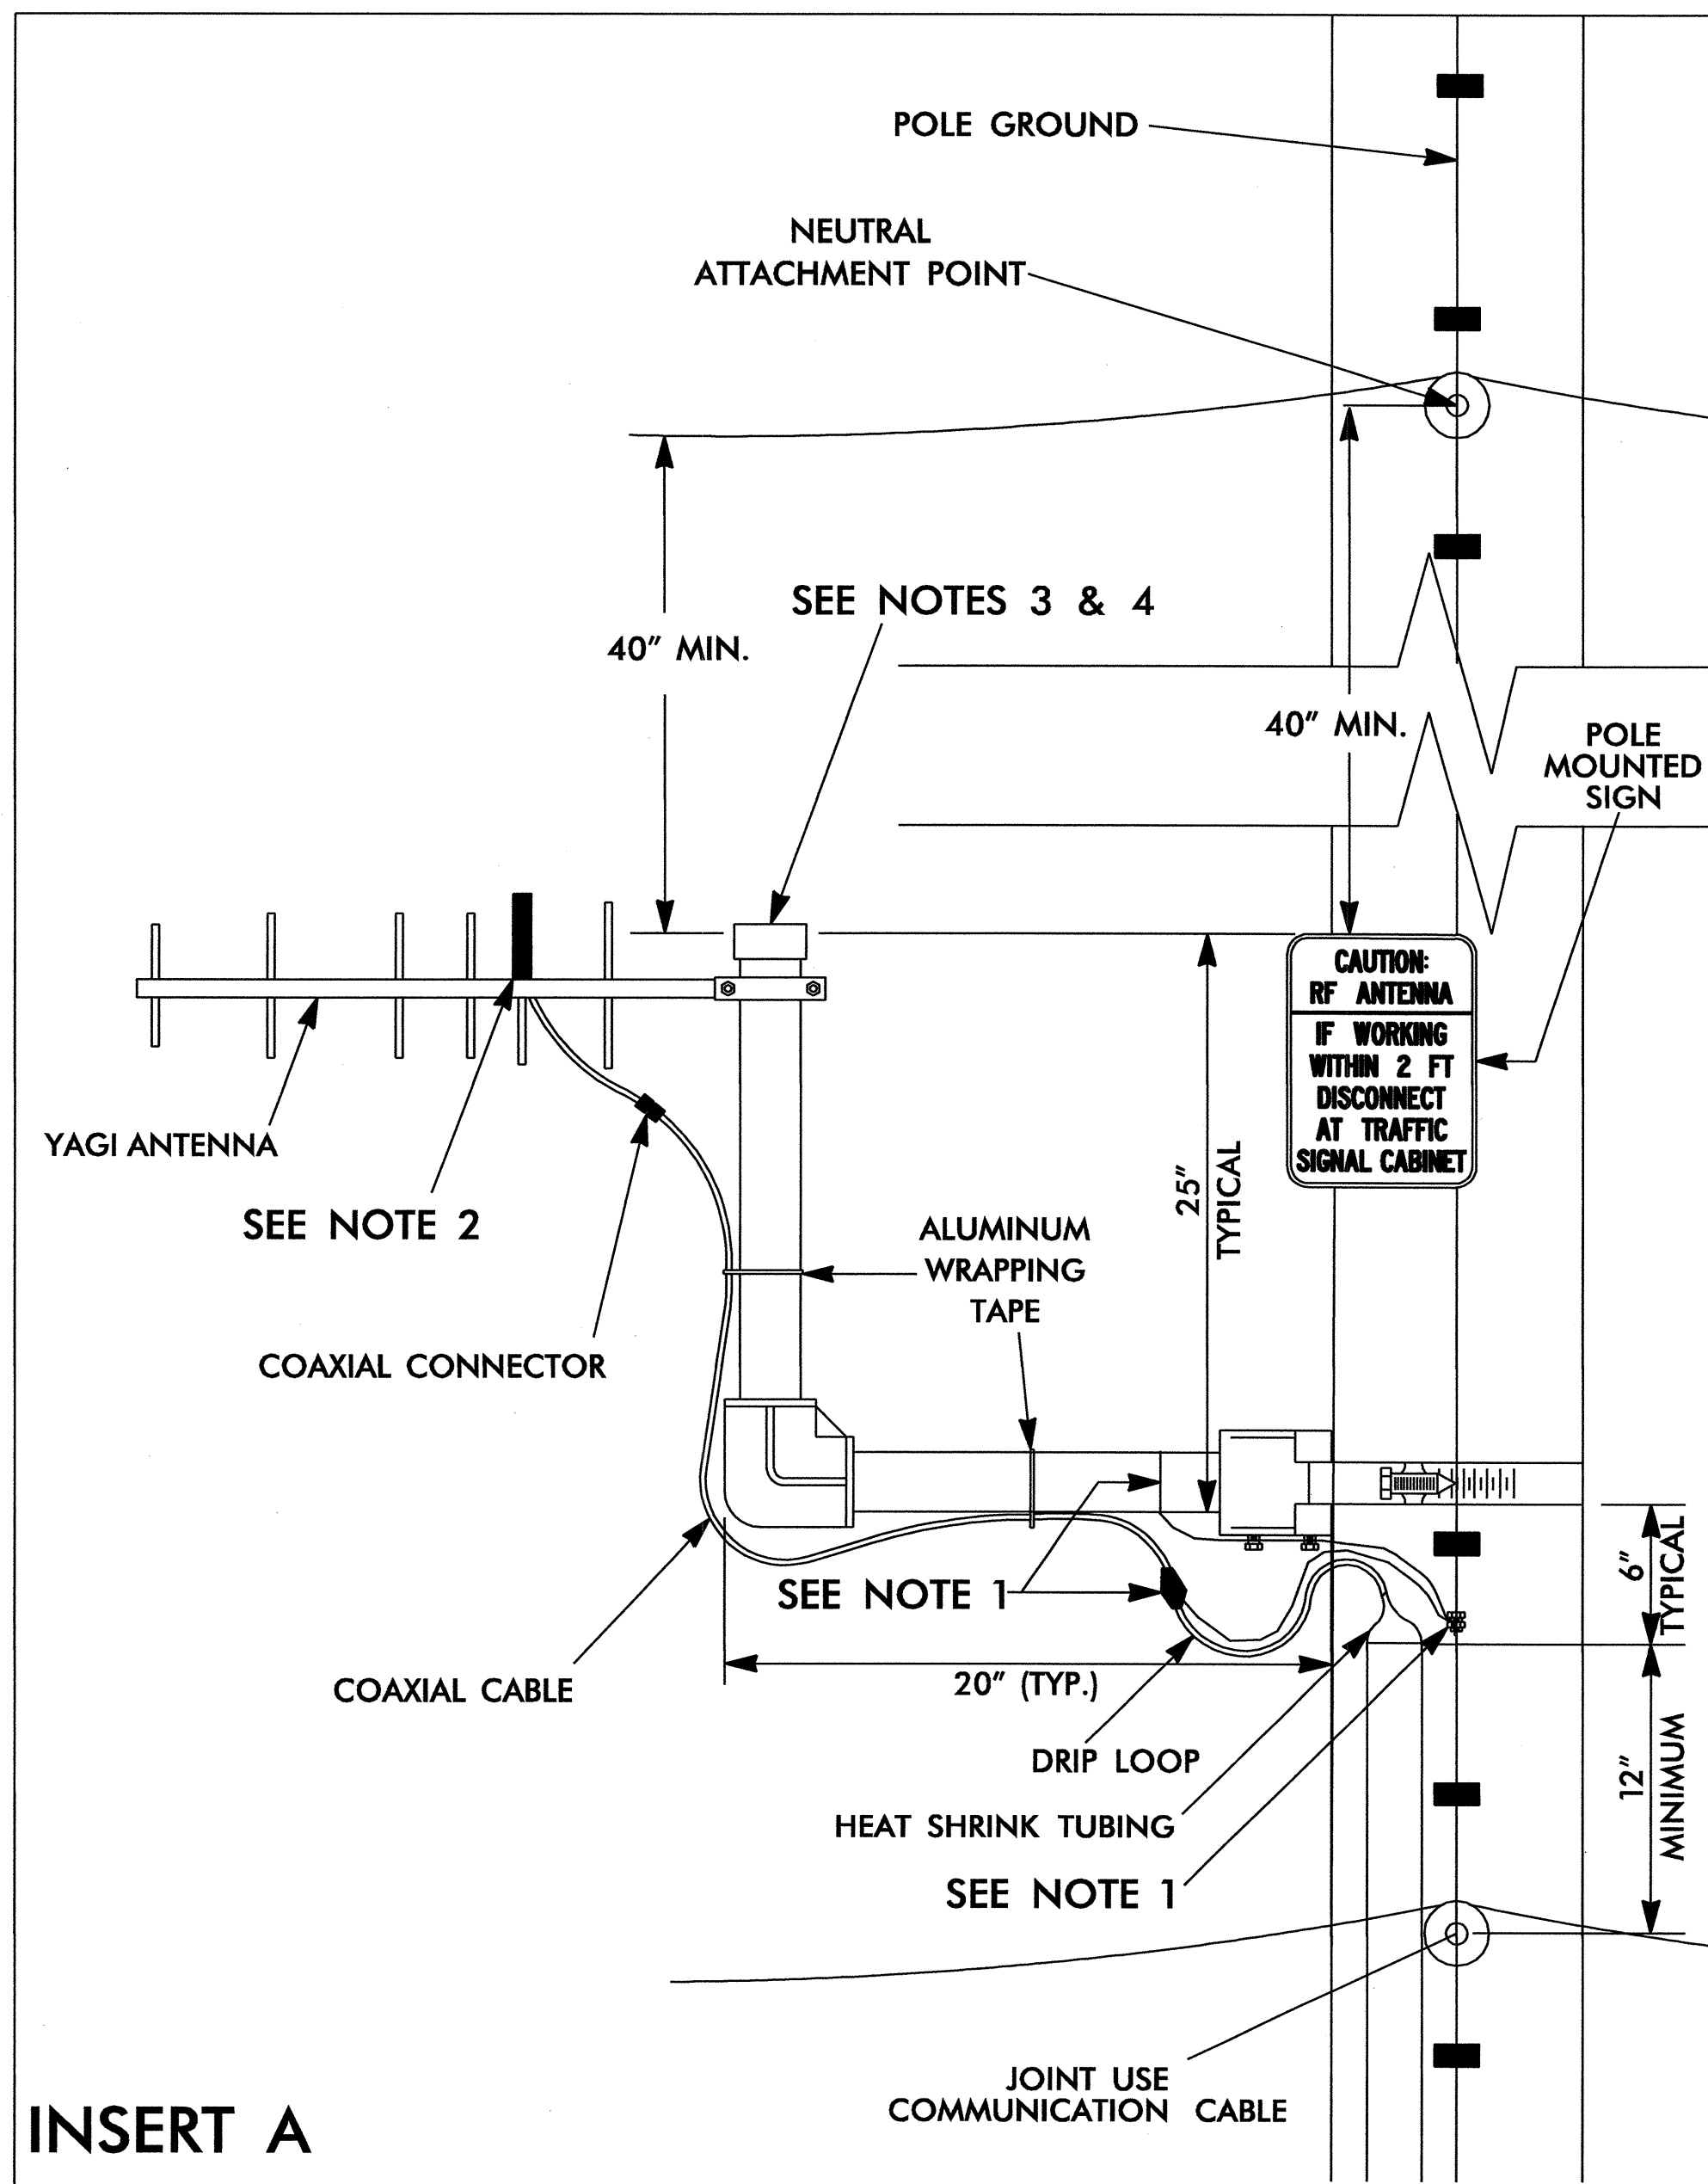 POLE GROUND
NEUTRAL
ATTACHMENT POINT
SEE NOTES 3 & 4
40" MIN.
40" MIN.
POLE
MOUNTED
SIGN
CAUTION:
RF ANTENNA
IF WORKING
WITHIN 2 FT
DISCONNECT
AT TRAFFIC
SIGNAL CABINET
YAGI ANTENNA
SEE NOTE 2
25"
TYPICAL
ALUMINUM
WRAPPING
TAPE
COAXIAL CONNECTOR
6"
TYPICAL
SEE NOTE 1
COAXIAL CABLE
20" (TYP.)
DRIP LOOP
12"
MINIMUM
HEAT SHRINK TUBING
SEE NOTE 1
JOINT USE
COMMUNICATION CABLE
INSERT A